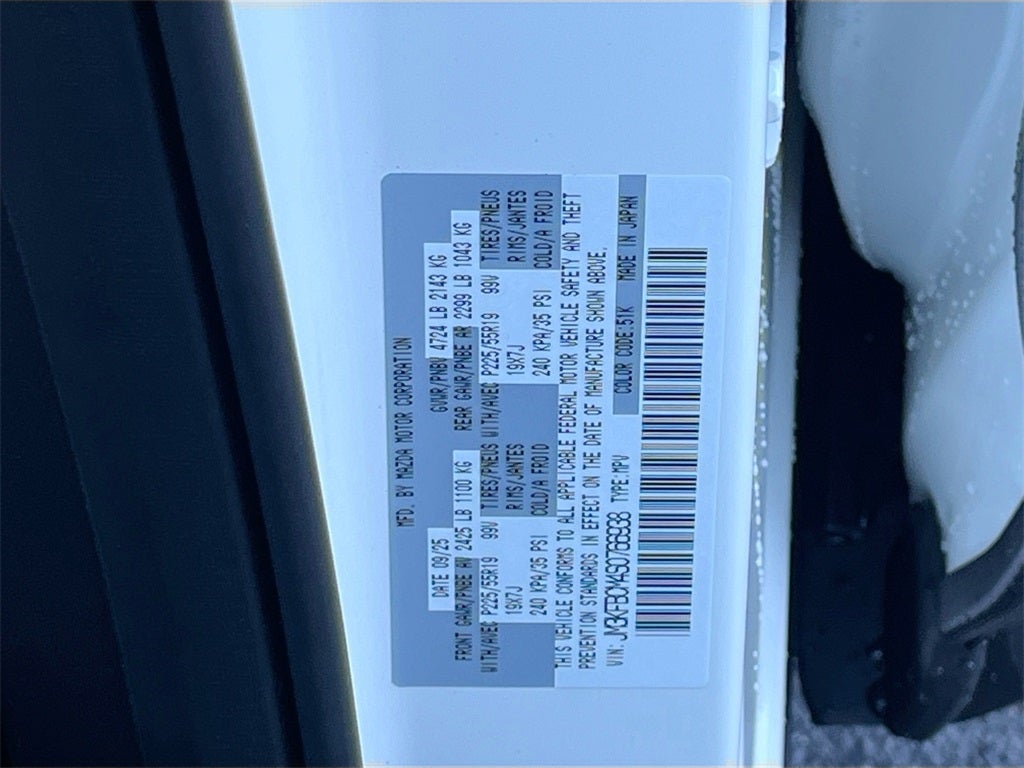 MFD. BY MAZDA MOTOR CORPORATION
DATE 09/25 GVWR/PNBV 4724 LB 2143 KG
FRONT GAWR/PNBE AV 2425 LB 1100 KG REAR GAWR/PNBE AR 2299 LB 1043 KG
WITH/AVEC P225/55R19 99V TIRES/PNEUS WITH/AVEC P225/55R19 99V TIRES/PNEUS
19X7J RIMS/JANTES 19X7J RIMS/JANTES
240 KPA/35 PSI COLD/A FROID 240 KPA/35 PSI COLD/A FROID
THIS VEHICLE CONFORMS TO ALL APPLICABLE FEDERAL MOTOR VEHICLE SAFETY AND THEFT
PREVENTION STANDARDS IN EFFECT ON THE DATE OF MANUFACTURE SHOWN ABOVE.
VIN: JM3KFBCM4S0768938 TYPE:MPV COLOR CODE:51K MADE IN JAPAN